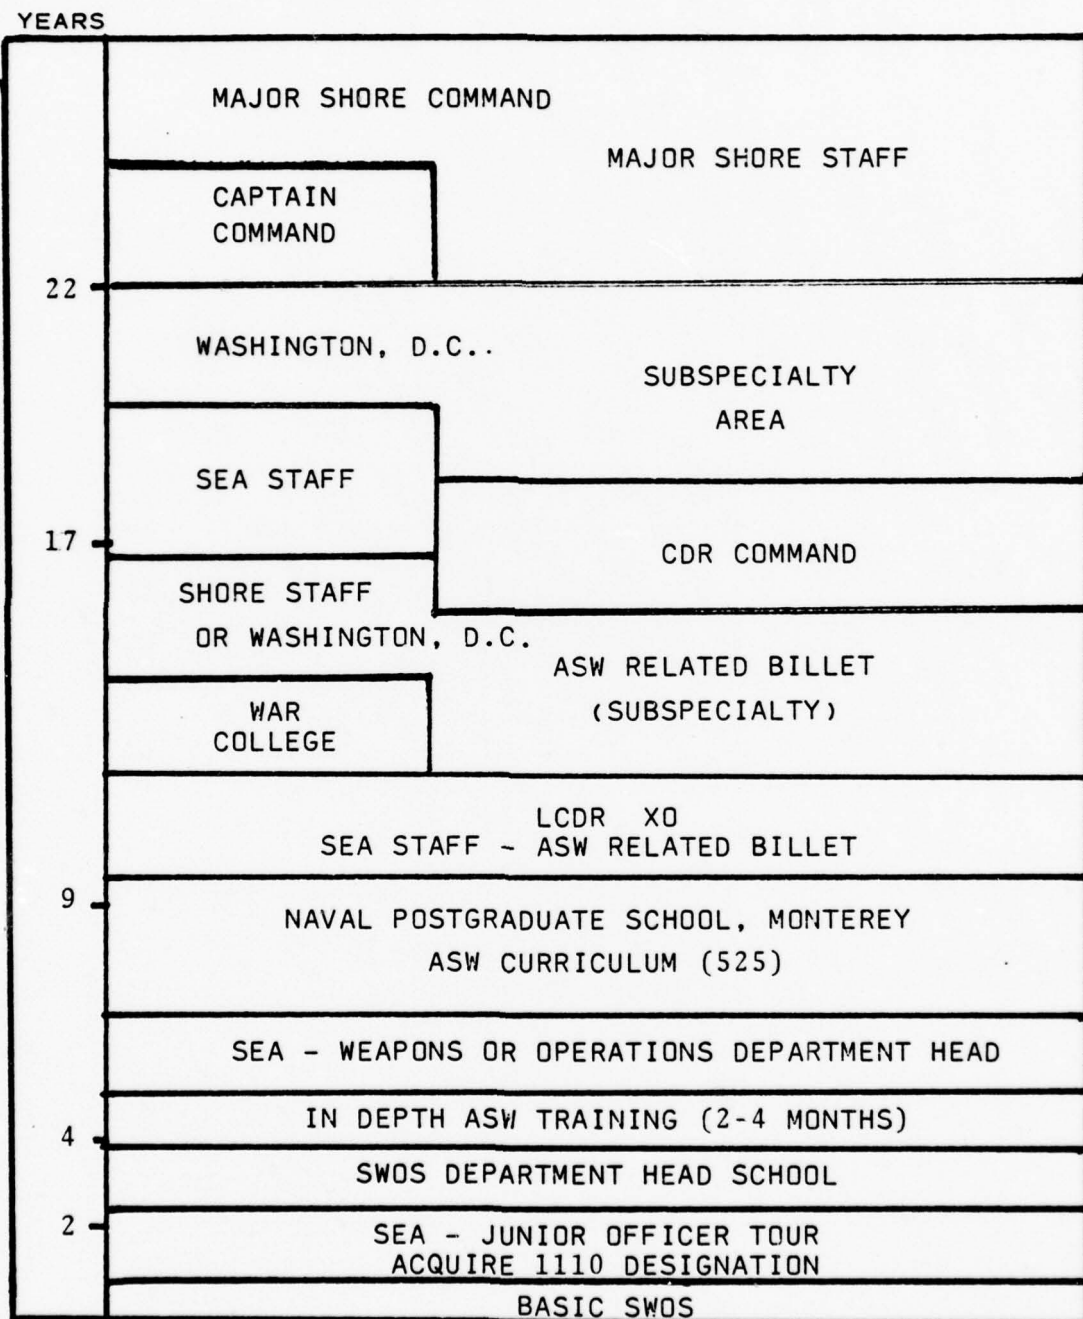 YEARS
MAJOR SHORE COMMAND
MAJOR SHORE STAFF
CAPTAIN
COMMAND
22
WASHINGTON, D.C..
SUBSPECIALTY
AREA
SEA STAFF
17
CDR COMMAND
SHORE STAFF
OR WASHINGTON, D.C.
ASW RELATED BILLET
(SUBSPECIALTY)
WAR
COLLEGE
LCDR XO
SEA STAFF - ASW RELATED BILLET
9
NAVAL POSTGRADUATE SCHOOL, MONTEREY
ASW CURRICULUM (525)
SEA - WEAPONS OR OPERATIONS DEPARTMENT HEAD
IN DEPTH ASW TRAINING (2-4 MONTHS)
4
SWOS DEPARTMENT HEAD SCHOOL
2
SEA - JUNIOR OFFICER TOUR
ACQUIRE 1110 DESIGNATION
BASIC SWOS